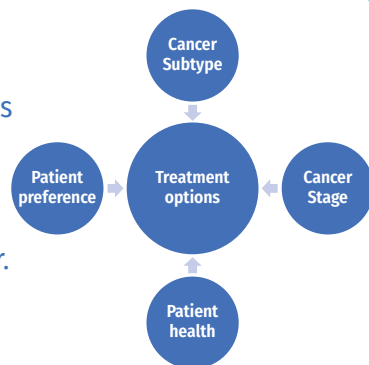 Cancer
Subtype
s
Patient
preference
Treatment
options
Cancer
Stage
r.
Patient
health